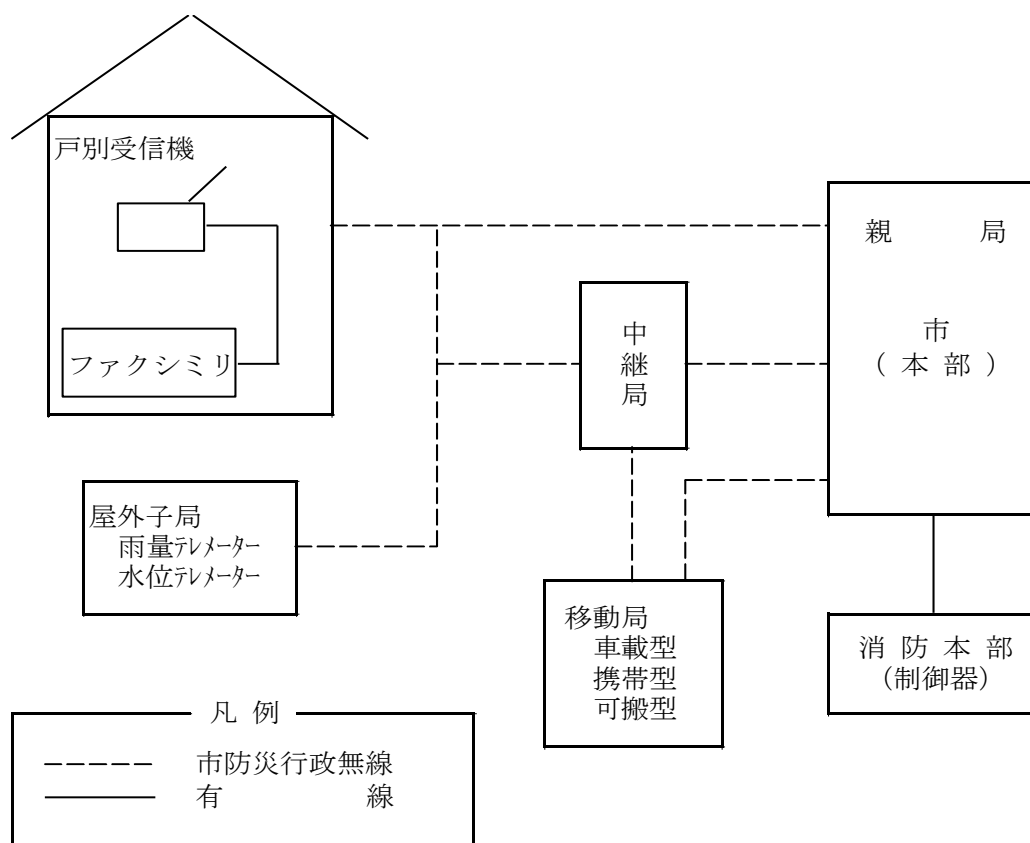 戸別受信機
ファクシミリ
親 局
市
(本部)
中
継
局
屋外子局
雨量ﾃﾚﾒｰﾀｰ
水位ﾃﾚﾒｰﾀｰ
移動局
車載型
携帯型
可搬型
消防本部
(制御器)
凡例
市防災行政無線
有 線